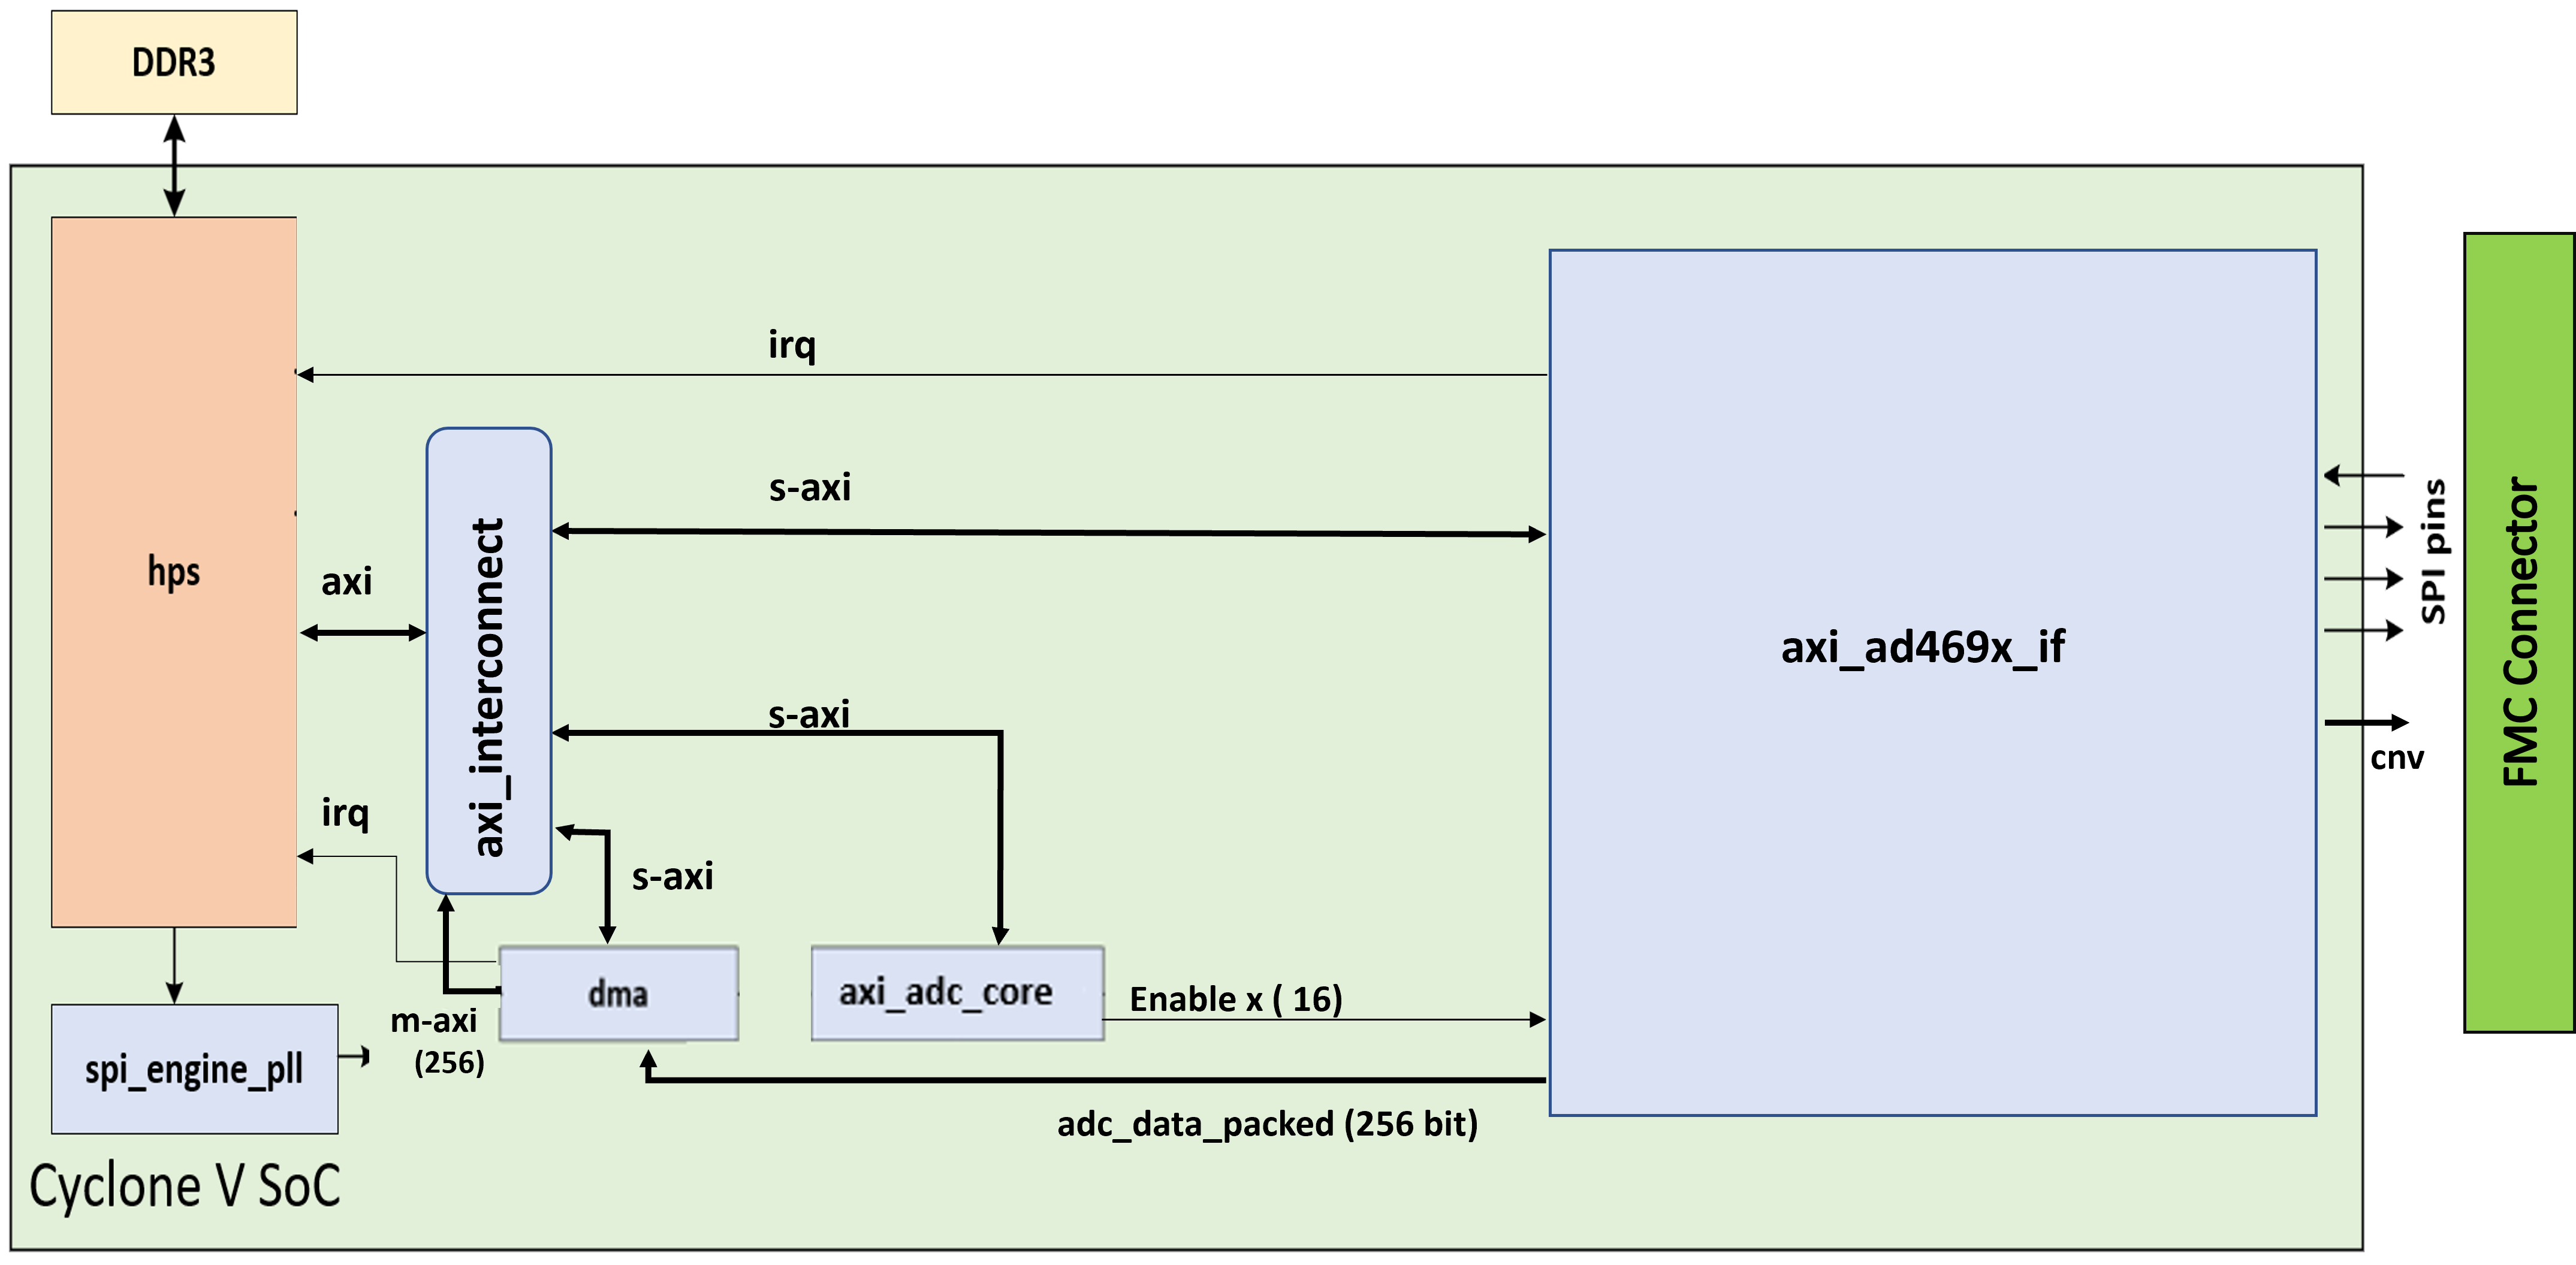 DDR3
irq
s-axi
hps
axi
axi_interconnect
axi_ad469x_if
SPI pins
FMC Connector
s-axi
cnv
irq
s-axi
dma
axi_adc_core
Enable x ( 16)
m-axi
(256)
spi_engine_pll
adc_data_packed (256 bit)
Cyclone V SoC